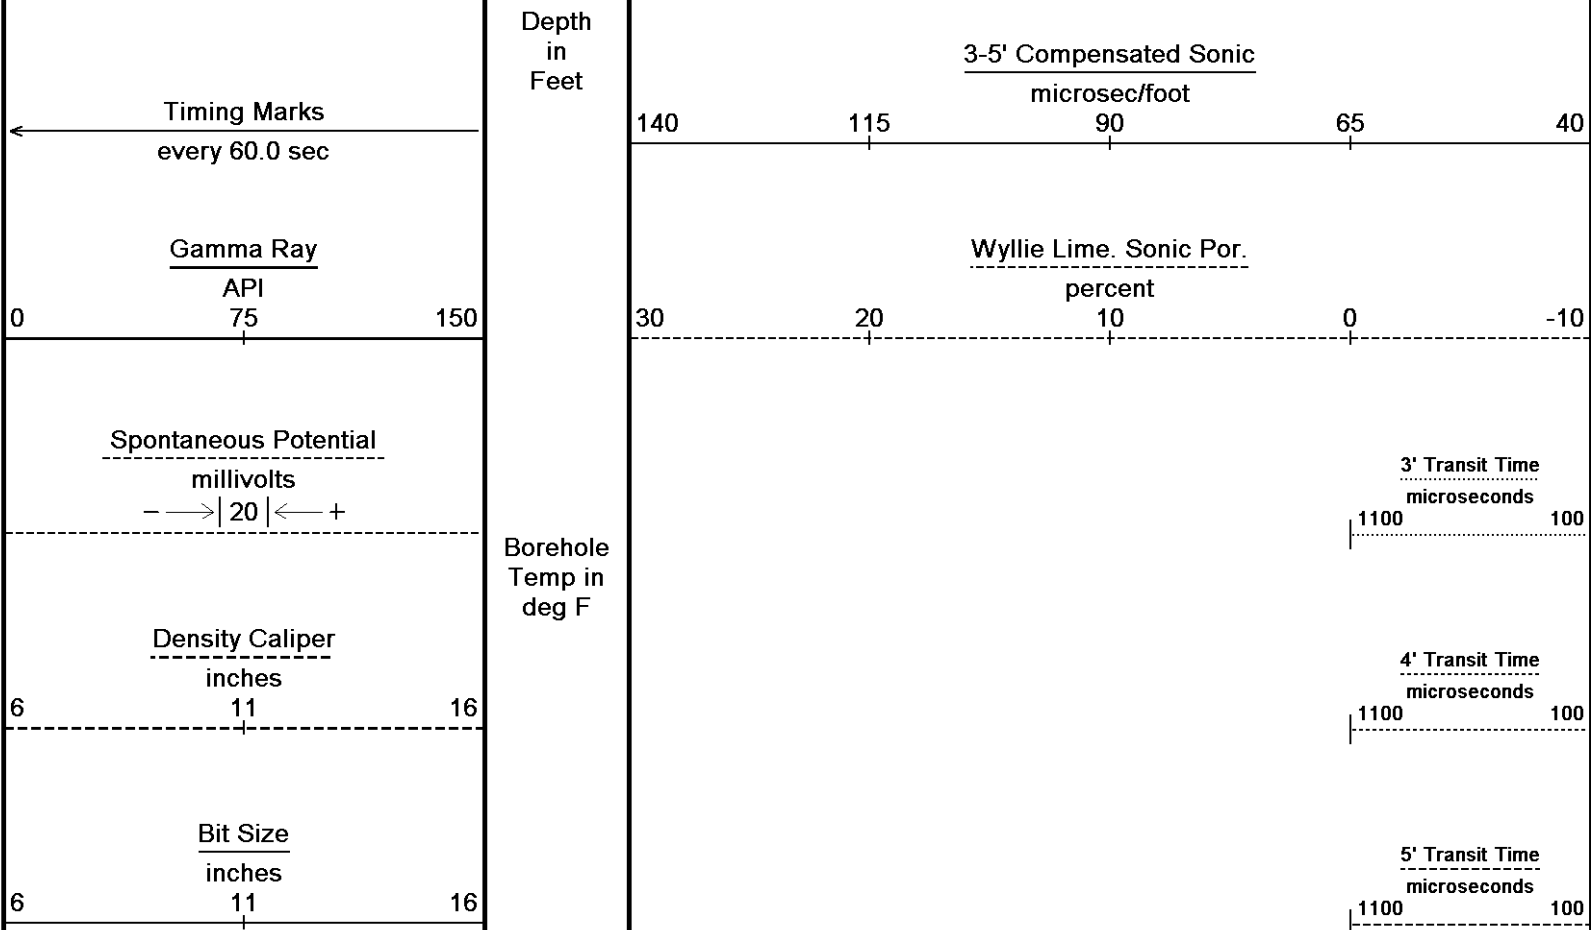 Timing Marks
every 60.0 sec
Gamma Ray
API
0 75 150
Spontaneous Potential
millivolts
− 20 +
Density Caliper
inches
6 11 16
Bit Size
inches
6 11 16
Depth
in
Feet
Borehole
Temp in
deg F
3-5' Compensated Sonic
microsec/foot
140 115 90 65 40
Wyllie Lime. Sonic Por.
percent
30 20 10 0 -10
3' Transit Time
microseconds
1100 100
4' Transit Time
microseconds
1100 100
5' Transit Time
microseconds
1100 100